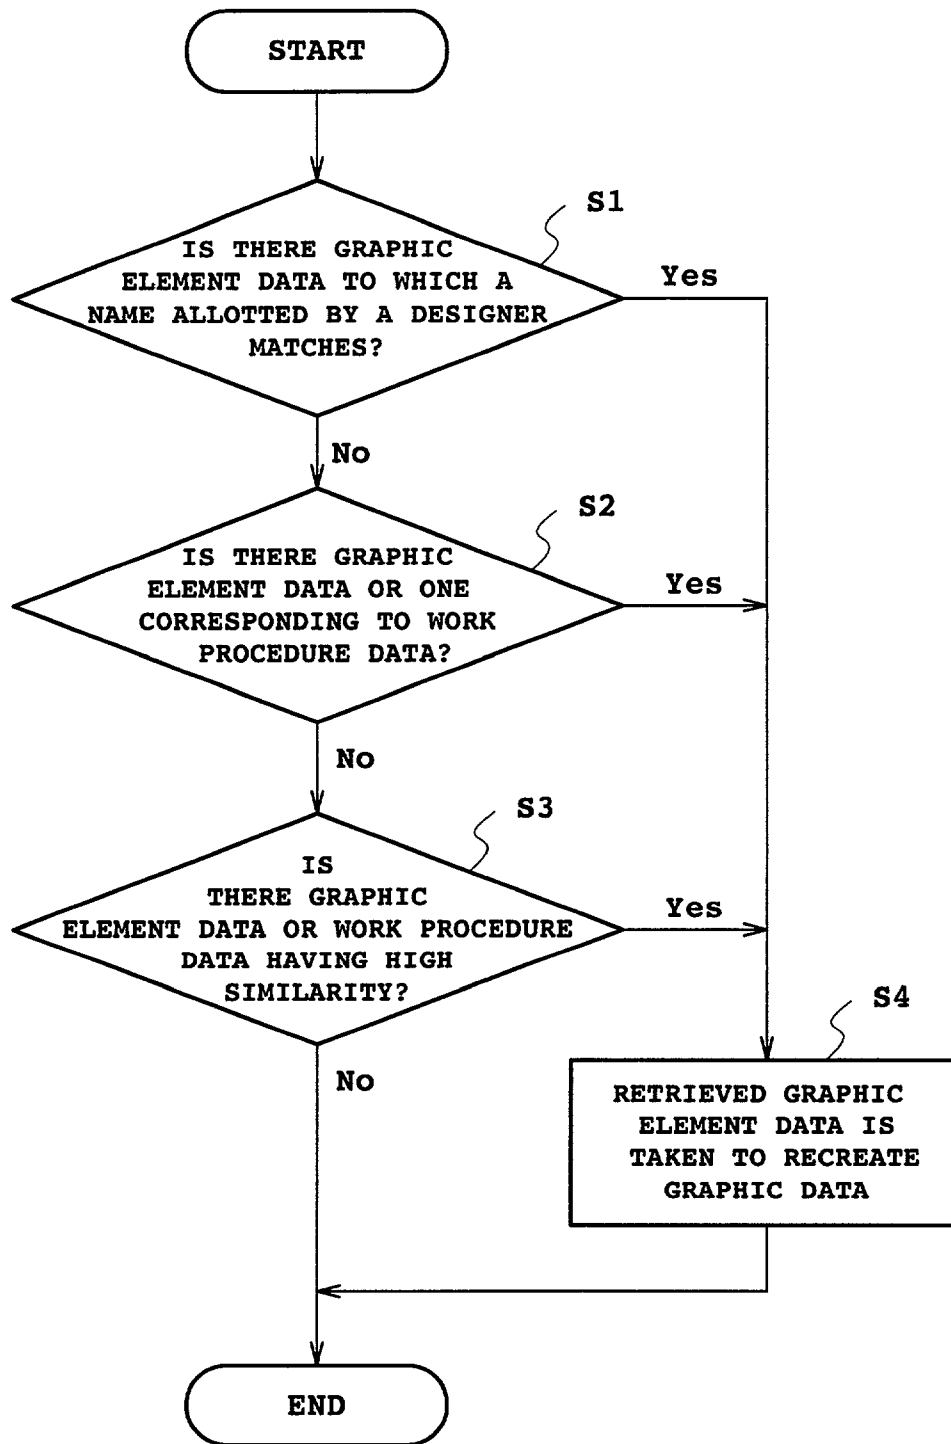 START
S1
IS THERE GRAPHIC
ELEMENT DATA TO WHICH A
NAME ALLOTTED BY A DESIGNER
MATCHES?
Yes
No
S2
IS THERE GRAPHIC
ELEMENT DATA OR ONE
CORRESPONDING TO WORK
PROCEDURE DATA?
Yes
No
S3
IS
THERE GRAPHIC
ELEMENT DATA OR WORK PROCEDURE
DATA HAVING HIGH
SIMILARITY?
Yes
No
S4
RETRIEVED GRAPHIC
ELEMENT DATA IS
TAKEN TO RECREATE
GRAPHIC DATA
END